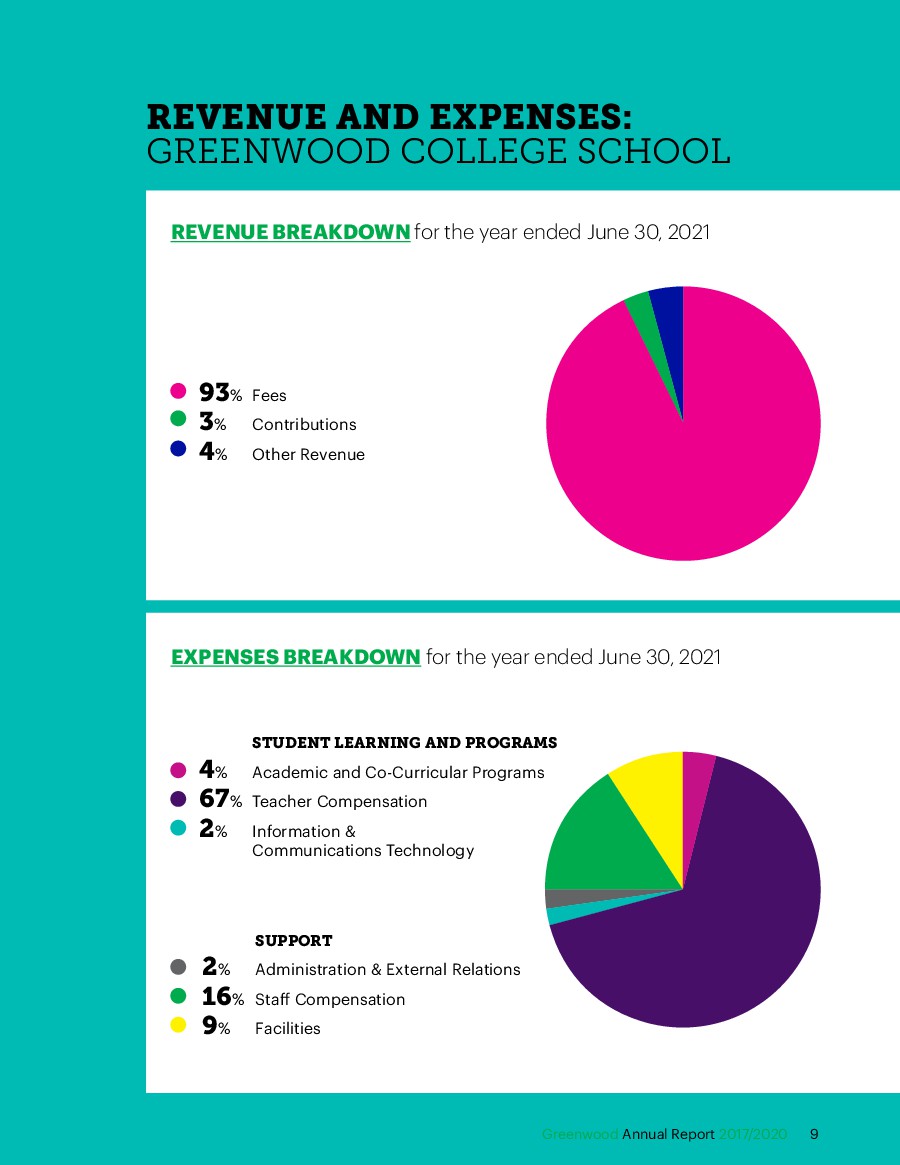 REVENUE AND EXPENSES:
GREENWOOD COLLEGE SCHOOL
REVENUE BREAKDOWN for the year ended June 30, 2021
93% Fees
3% Contributions
4% Other Revenue
EXPENSES BREAKDOWN for the year ended June 30, 2021
STUDENT LEARNING AND PROGRAMS
4% Academic and Co-Curricular Programs
67% Teacher Compensation
2% Information &
Communications Technology
SUPPORT
2% Administration & External Relations
16% Staff Compensation
9% Facilities
Greenwood Annual Report 2017/2020 9